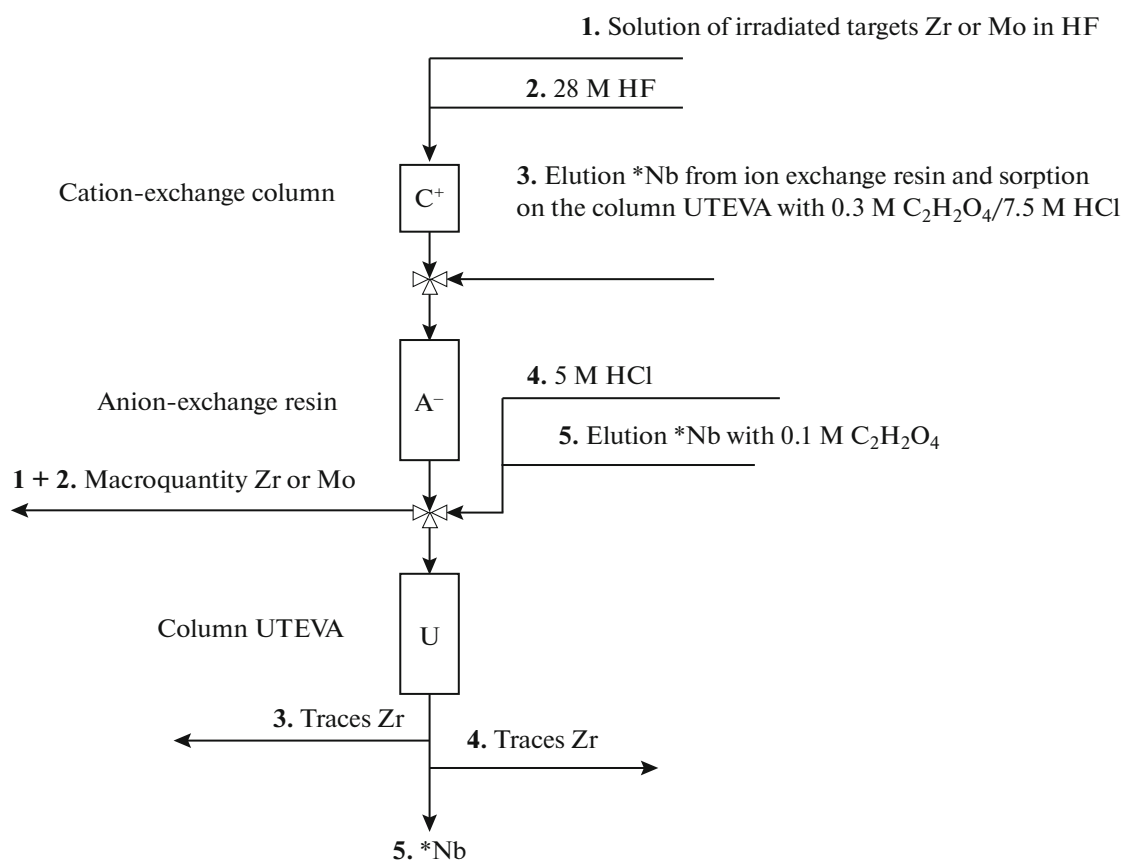 1. Solution of irradiated targets Zr or Mo in HF
2. 28 M HF
3. Elution *Nb from ion exchange resin and sorption
on the column UTEVA with 0.3 M C₂H₂O₄/7.5 M HCl
Cation-exchange column
C⁺
4. 5 M HCl
Anion-exchange resin
A⁻
5. Elution *Nb with 0.1 M C₂H₂O₄
1 + 2. Macroquantity Zr or Mo
Column UTEVA
U
3. Traces Zr
4. Traces Zr
5. *Nb